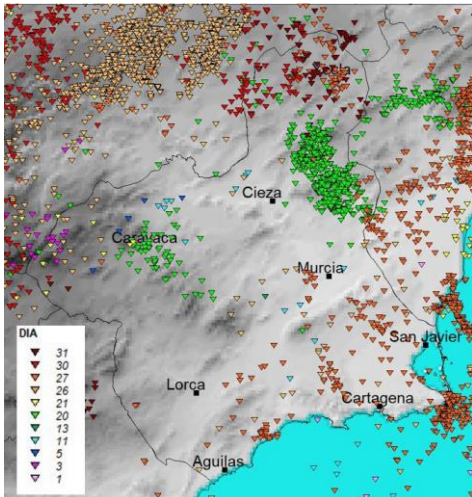 Cieza
Caravaca
Murcia
San Javier
Lorca
Cartagena
Aguilas
DIA
31
30
27
26
21
20
13
11
5
3
1